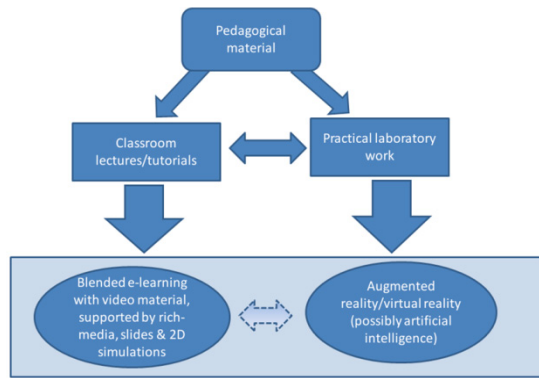 Pedagogical
material
Classroom
lectures/tutorials
Practical laboratory
work
Blended e-learning
with video material,
supported by rich-
media, slides & 2D
simulations
Augmented
reality/virtual reality
(possibly artificial
intelligence)